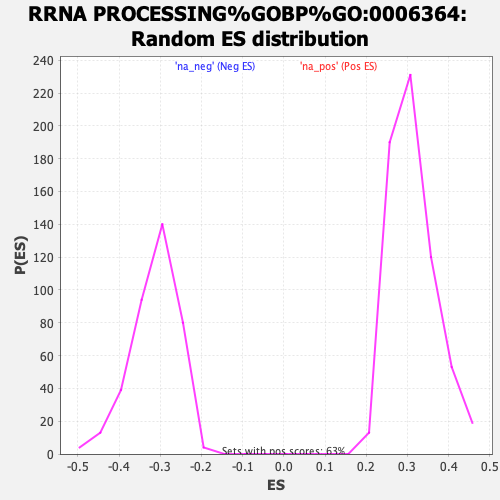 RRNA PROCESSING%GOBP%GO:0006364:
Random ES distribution
'na_neg' (Neg ES) 'na_pos' (Pos ES)
240
220
200
180
160
140
120
100
80
60
40
20
0
P(ES)
Sets with pos scores: 63%
-0.5 -0.4 -0.3 -0.2 -0.1 0.0 0.1 0.2 0.3 0.4 0.5
ES